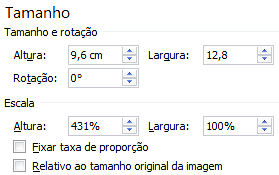 Tamanho
Tamanho e rotação
Altura: 9,6 cm Largura: 12,8
Rotação: 0°
Escala
Altura: 431% Largura: 100%
Fixar taxa de proporção
Relativo ao tamanho original da imagem